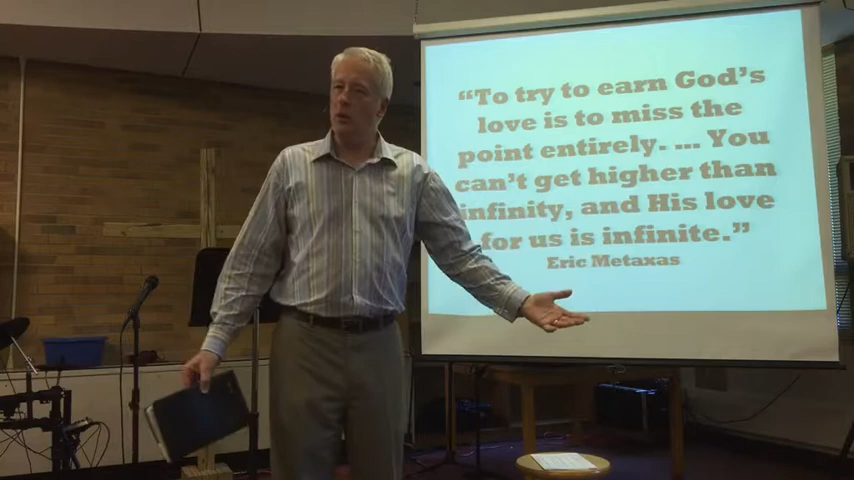 “To try to earn God’s
love is to miss the
point entirely. ... You
can’t get higher than
infinity, and His love
for us is infinite.”
Eric Metaxas